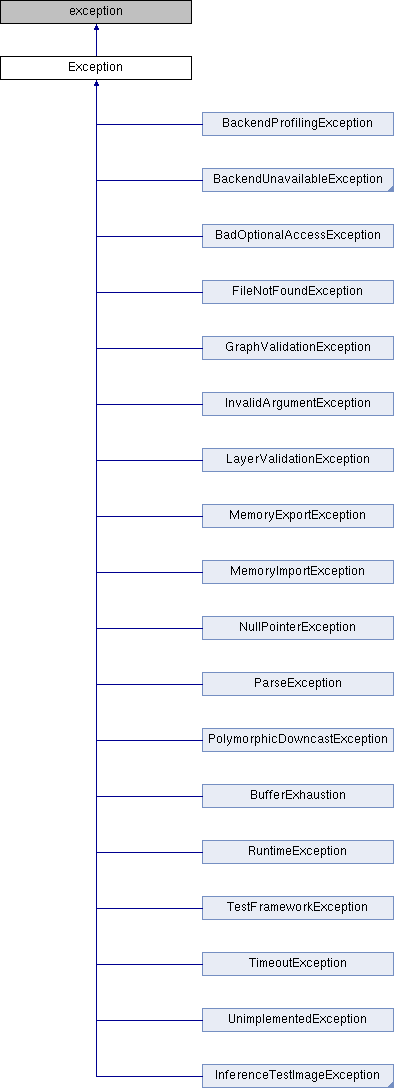 exception
Exception
BackendProfilingException
BackendUnavailableException
BadOptionalAccessException
FileNotFoundException
GraphValidationException
InvalidArgumentException
LayerValidationException
MemoryExportException
MemoryImportException
NullPointerException
ParseException
PolymorphicDowncastException
BufferExhaustion
RuntimeException
TestFrameworkException
TimeoutException
UnimplementedException
InferenceTestImageException